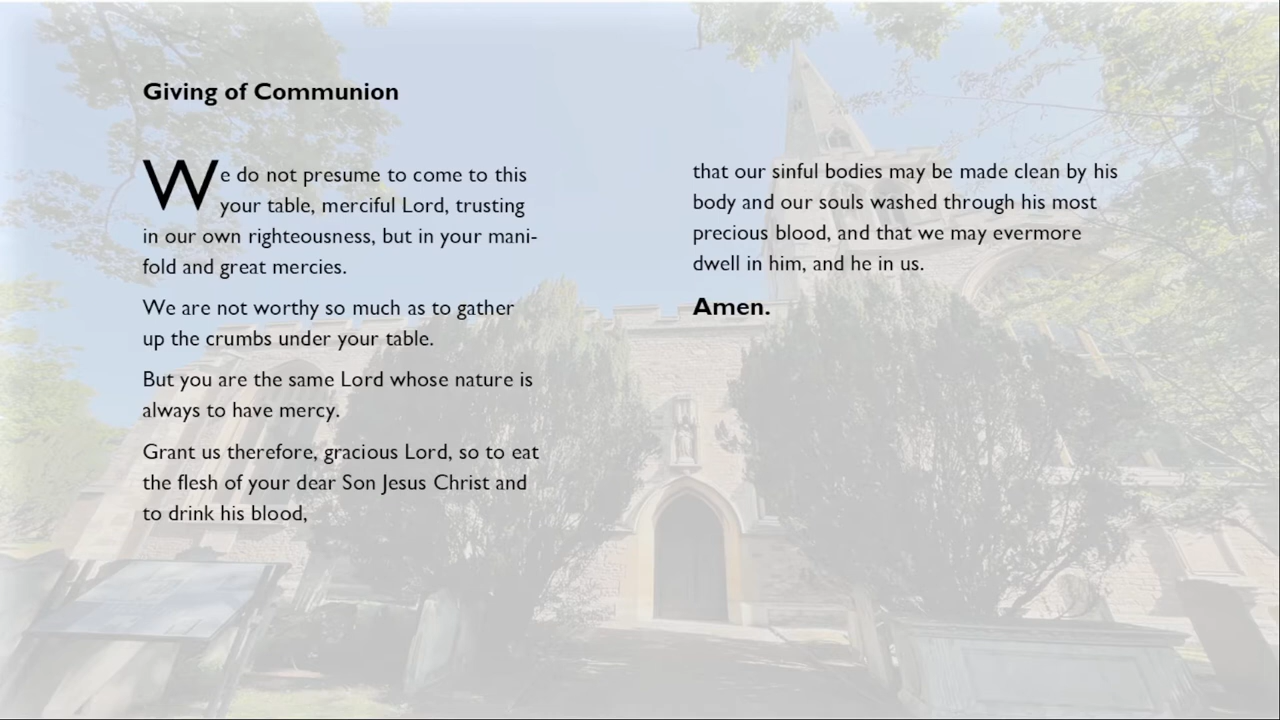 Giving of Communion
We do not presume to come to this
your table, merciful Lord, trusting
in our own righteousness, but in your mani-
fold and great mercies.
We are not worthy so much as to gather
up the crumbs under your table.
But you are the same Lord whose nature is
always to have mercy.
Grant us therefore, gracious Lord, so to eat
the flesh of your dear Son Jesus Christ and
to drink his blood,
that our sinful bodies may be made clean by his
body and our souls washed through his most
precious blood, and that we may evermore
dwell in him, and he in us.
Amen.